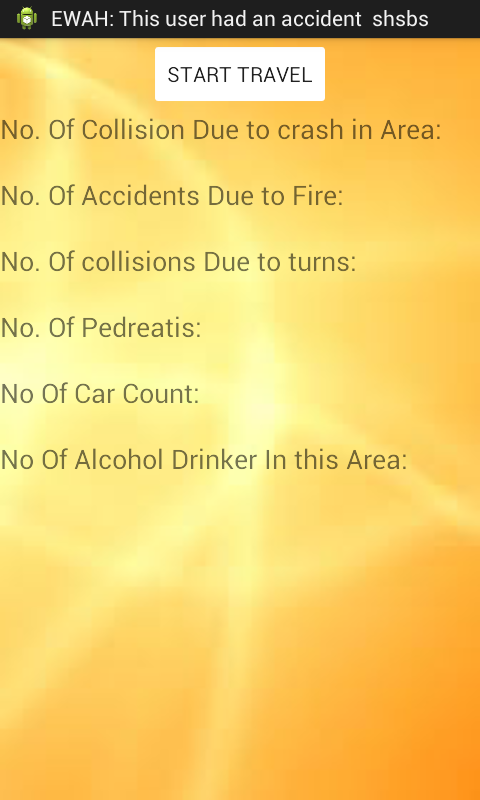 EWAH: This user had an accident  shsbs
START TRAVEL
No. Of Collision Due to crash in Area:
No. Of Accidents Due to Fire:
No. Of collisions Due to turns:
No. Of Pedreatis:
No Of Car Count:
No Of Alcohol Drinker In this Area: